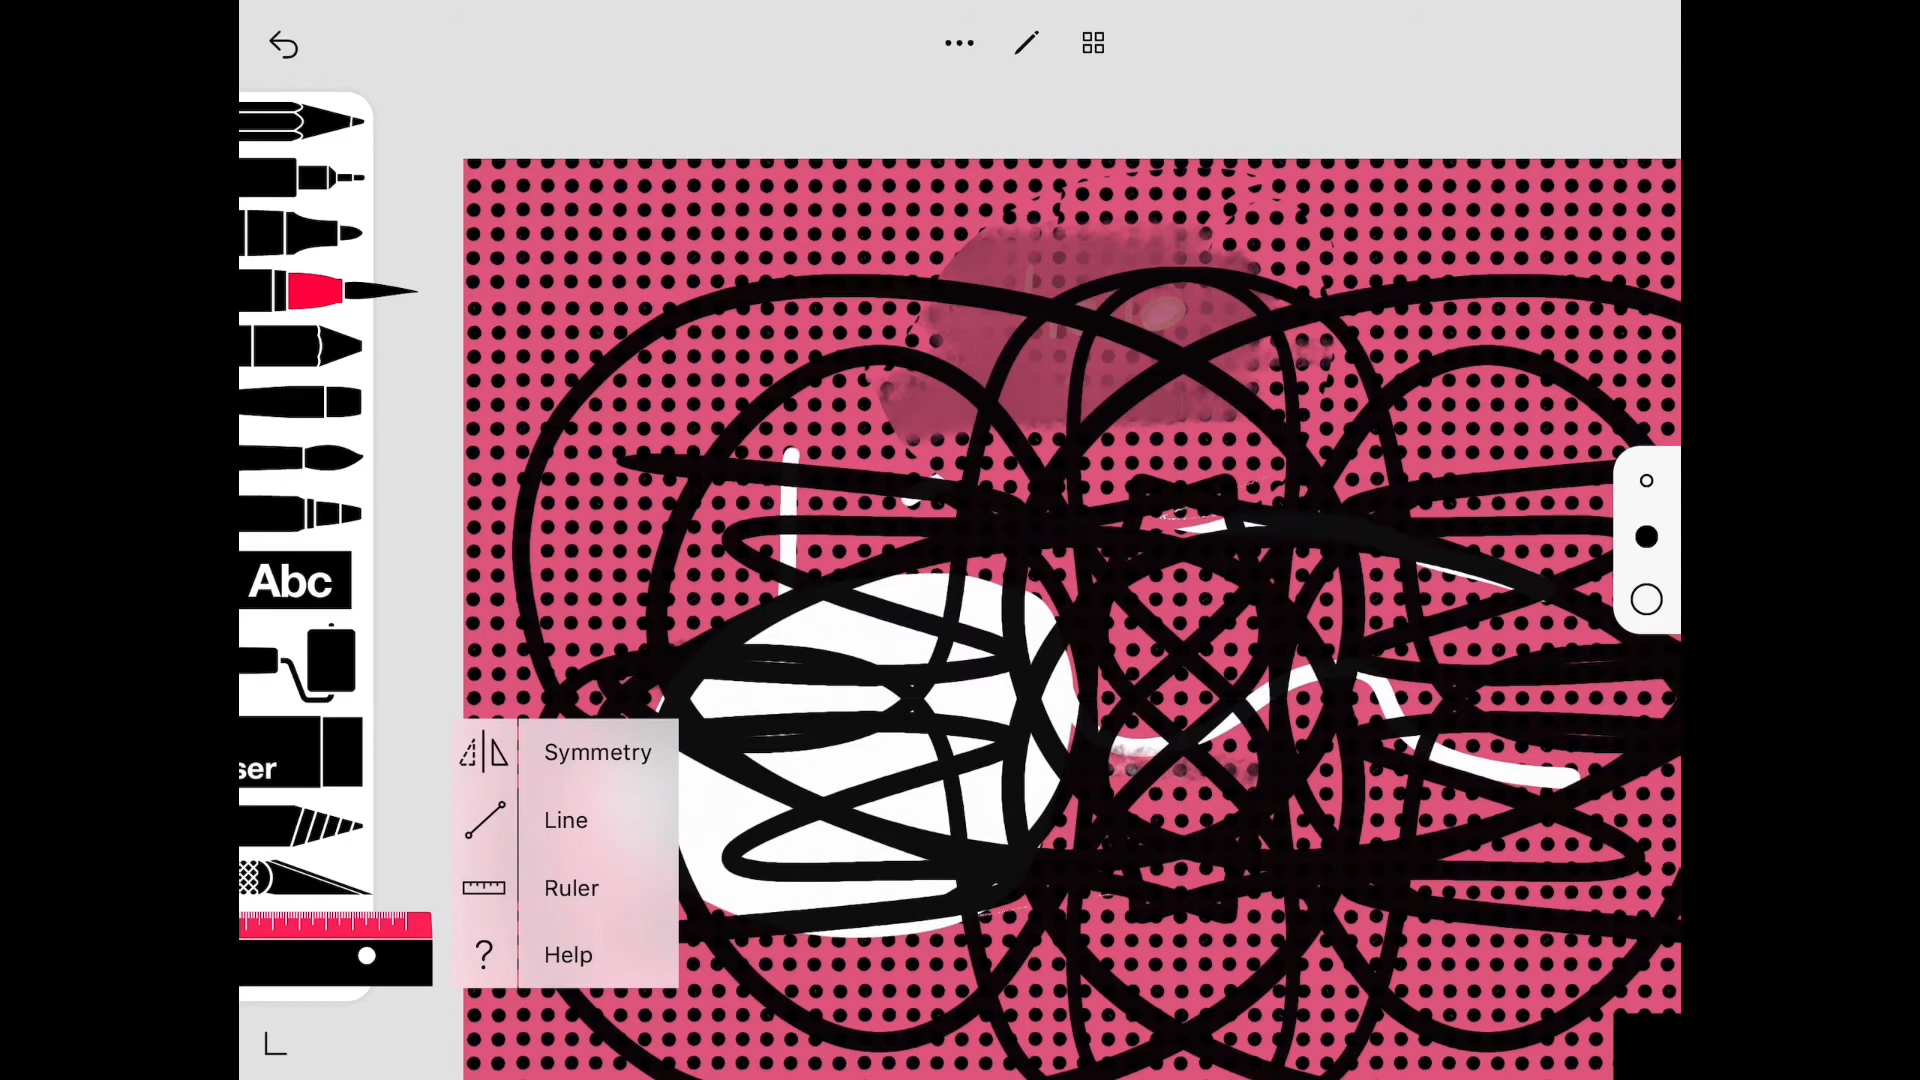 Abc
ser
Symmetry
Line
Ruler
? Help